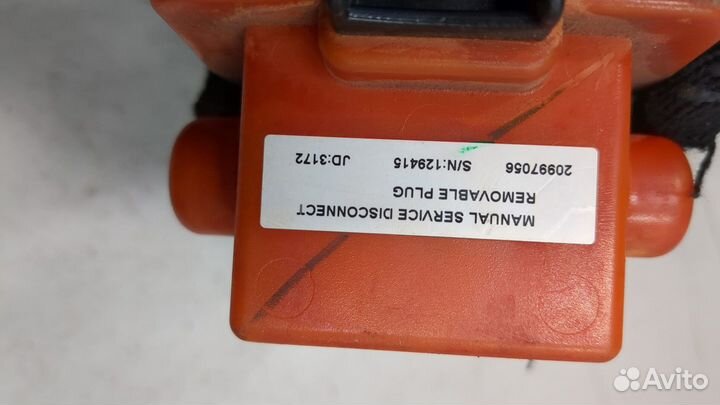 MANUAL SERVICE DISCONNECT
REMOVABLE PLUG
20997056 S/N:129415 JD:3172
Avito